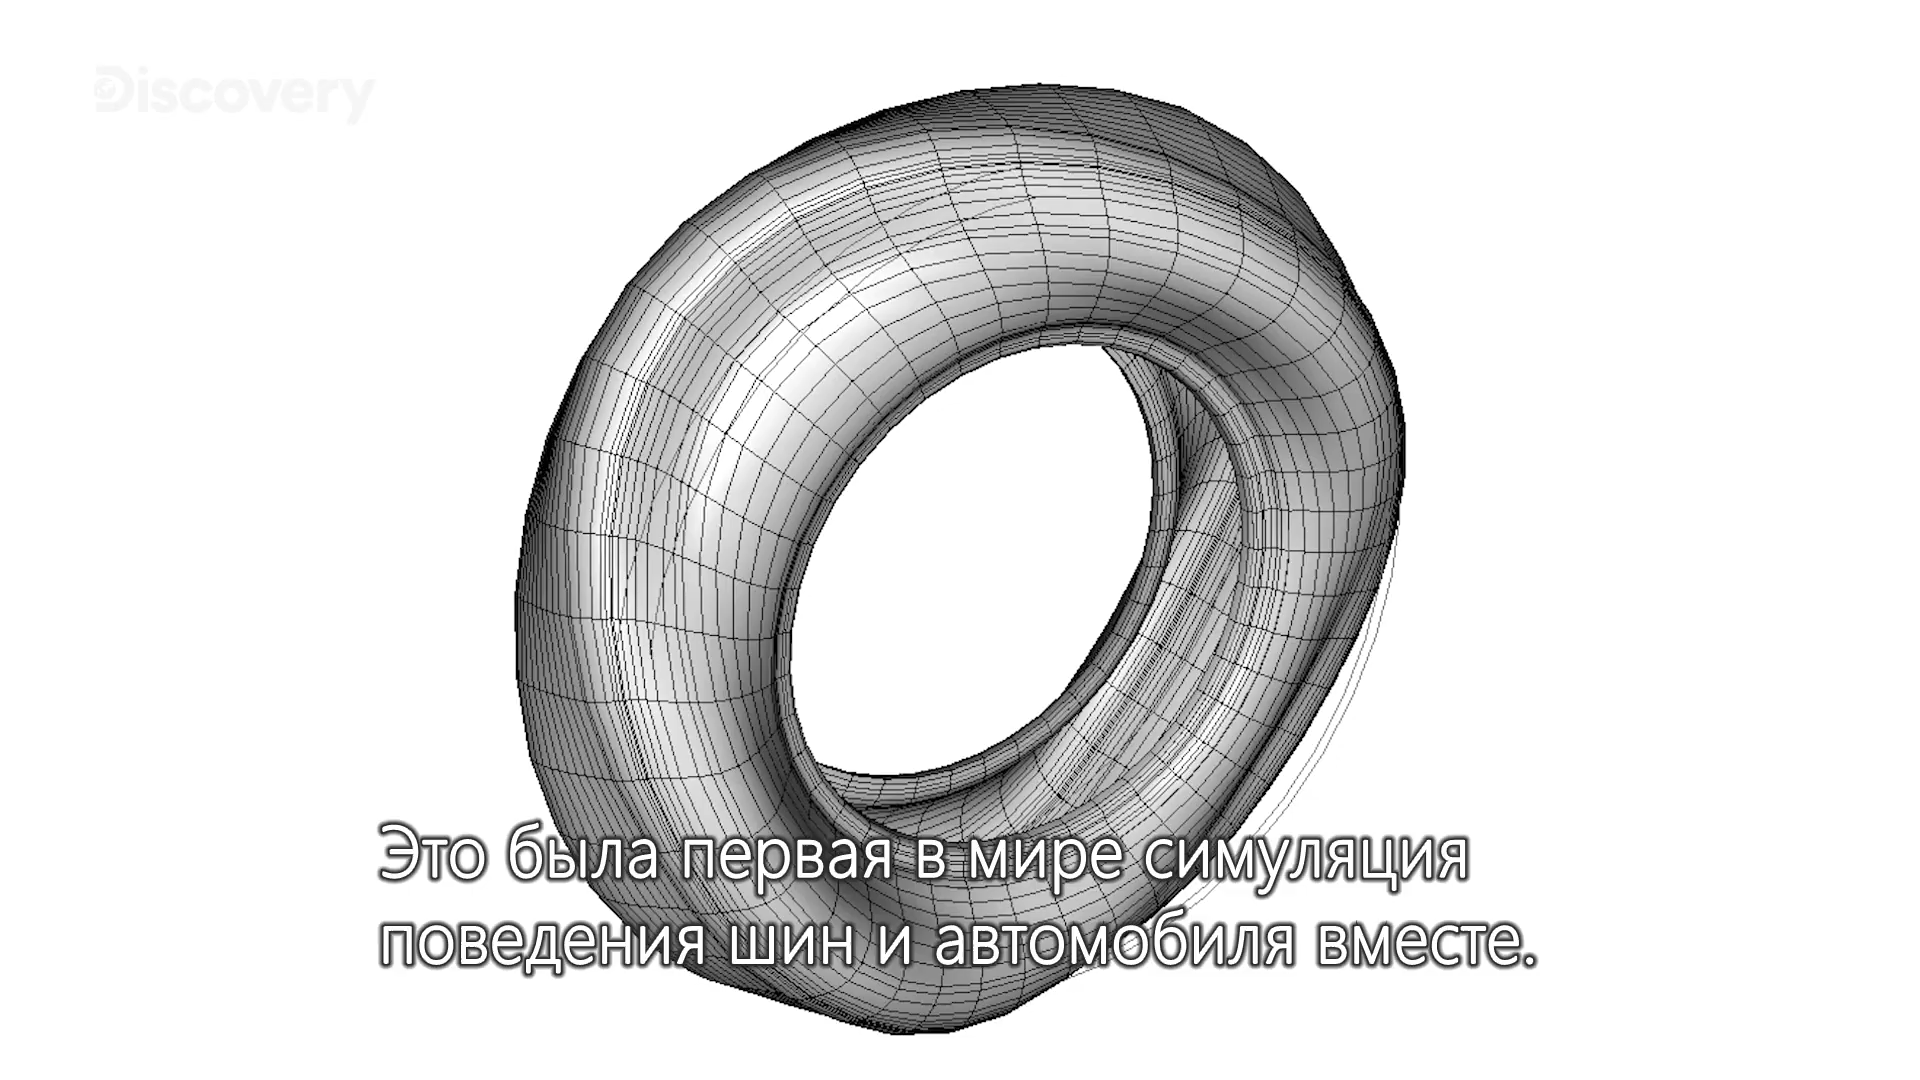 Discovery
Это была первая в мире симуляция
поведения шин и автомобиля вместе.